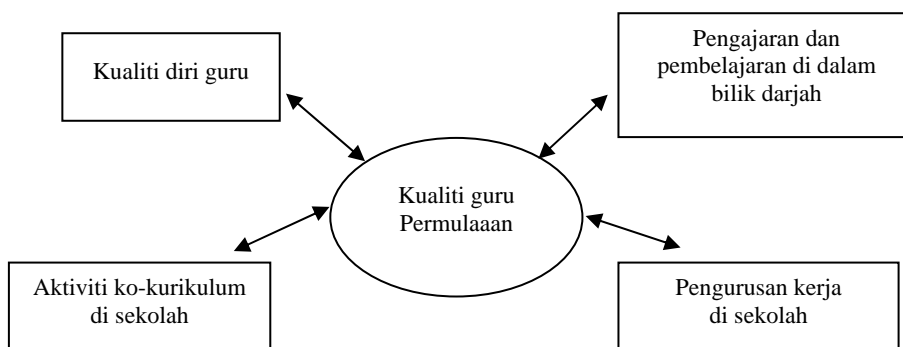 Kualiti diri guru
Pengajaran dan
pembelajaran di dalam
bilik darjah
Kualiti guru
Permulaaan
Aktiviti ko-kurikulum
di sekolah
Pengurusan kerja
di sekolah